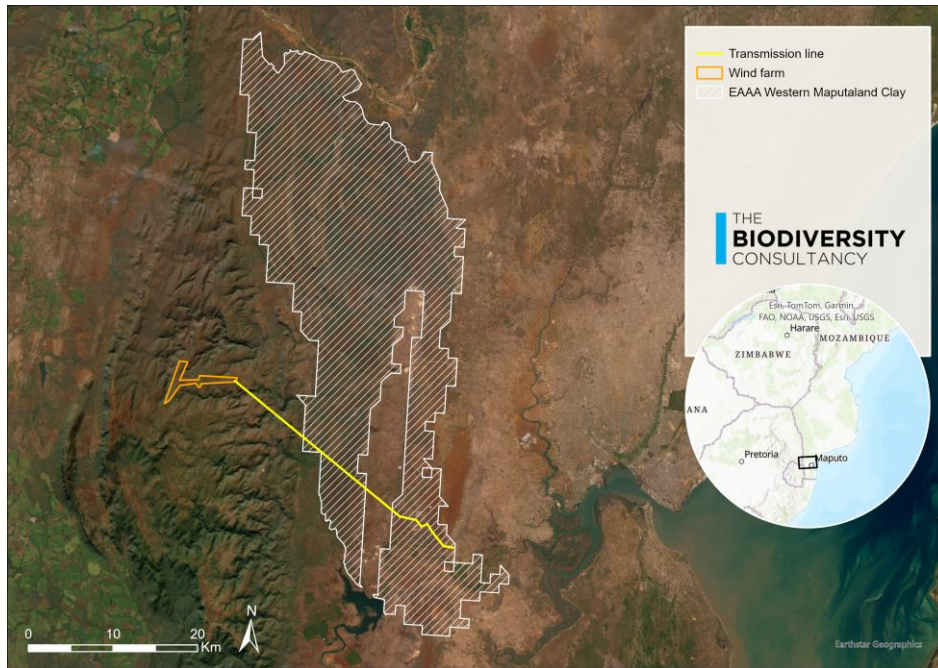 Transmission line
Wind farm
EAAA Western Maputaland Clay
THE
BIODIVERSITY
CONSULTANCY
Esri, TomTom, Garmin,
FAO, NOAA, USGS, Esri, USGS
Harare
MOZAMBIQUE
ZIMBABWE
ANA
Pretoria
Maputo
N
0 10 20
Km
Earthstar Geographics